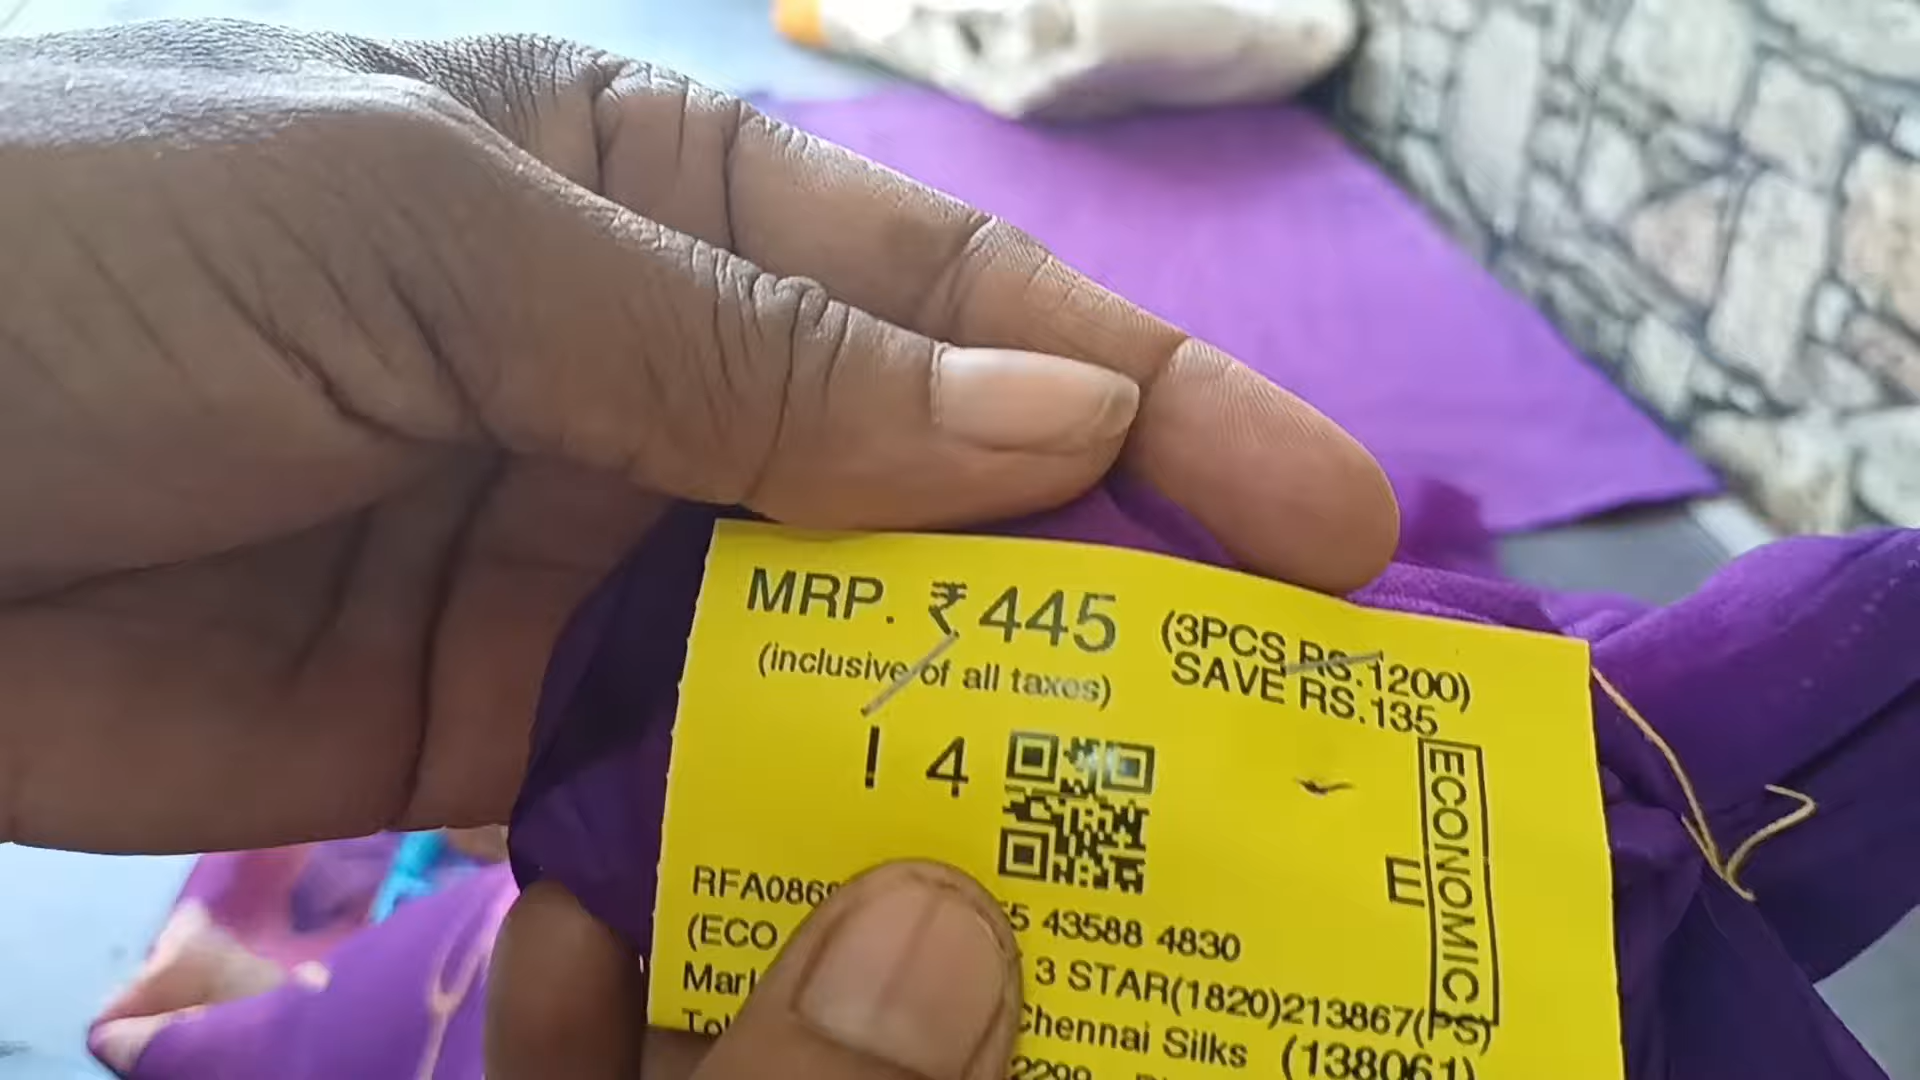 MRP. ₹445
(inclusive of all taxes)
(3PCS RS.1200)
SAVE RS.135
! 4
ECONOMIC
E
5 43588 4830
(ECO
3 STAR(1820)213867(PS)
Chennai Silks (138061)
2299